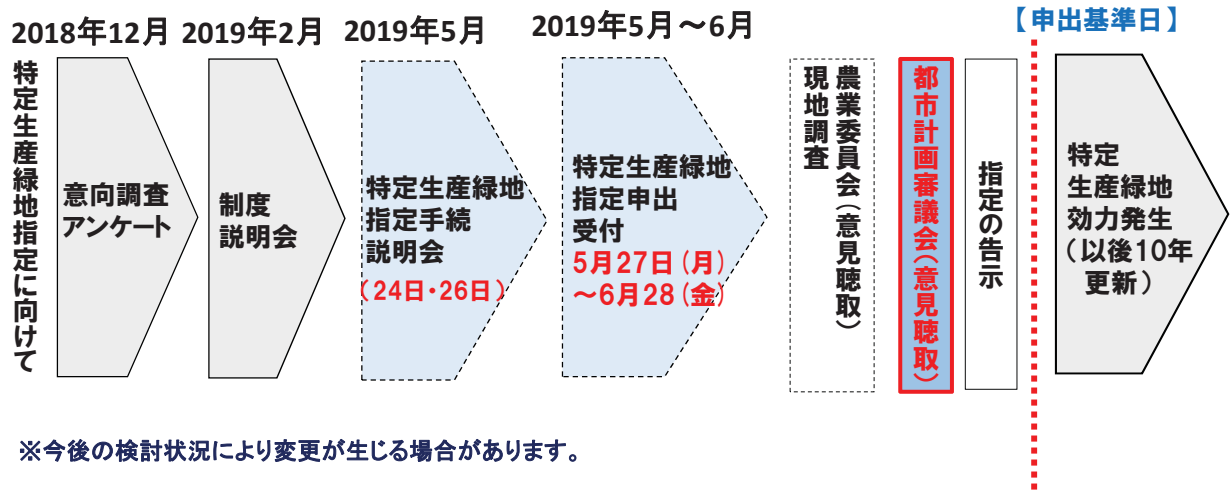 【申出基準日】
2018年12月
2019年2月
2019年5月
2019年5月～6月
特定生産緑地指定に向けて
意向調査
アンケート
制度
説明会
特定生産緑地
指定手続
説明会
（24日・26日）
特定生産緑地
指定申出
受付
5月27日（月）
～6月28（金）
農業委員会（意見聴取）
現地調査
都市計画審議会（意見聴取）
指定の告示
特定
生産緑地
効力発生
（以後10年
更新）
※今後の検討状況により変更が生じる場合があります。